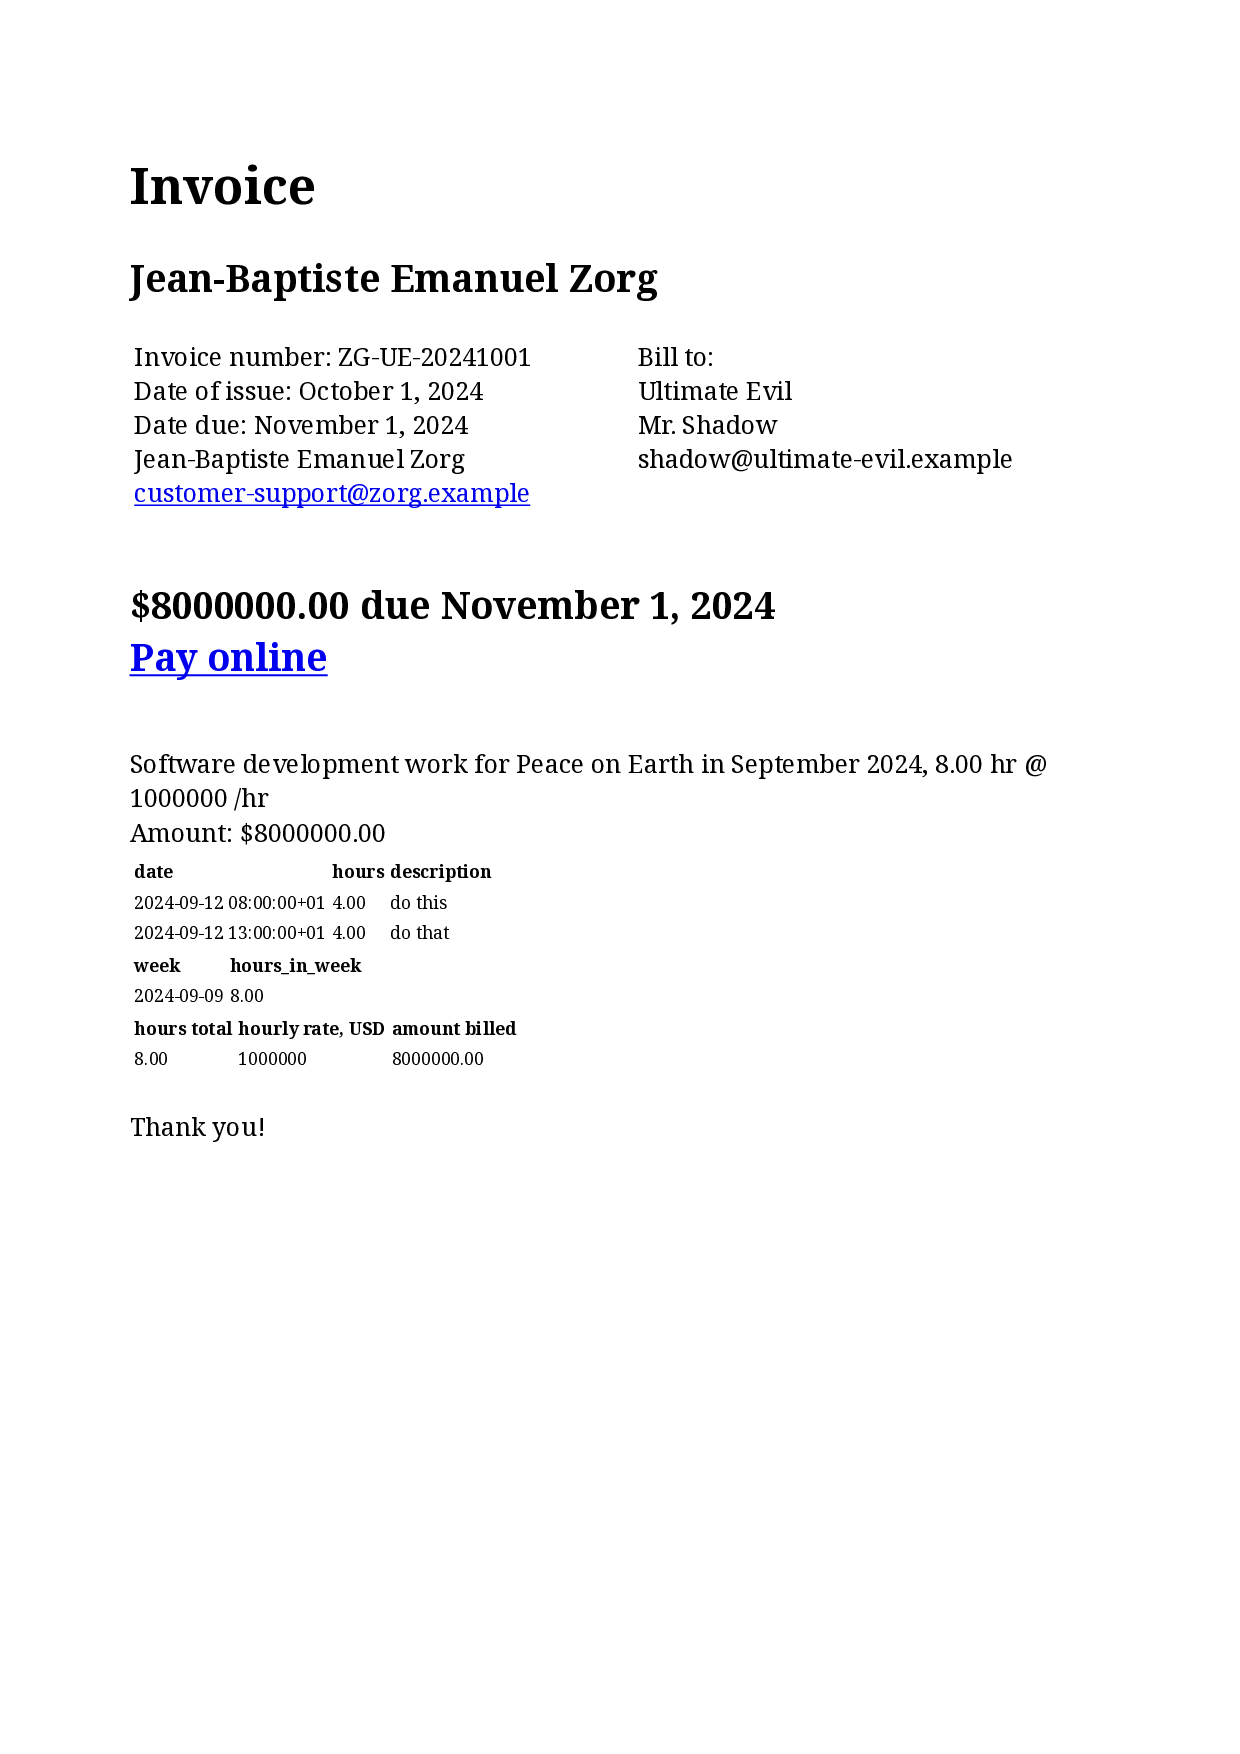 Invoice
Jean-Baptiste Emanuel Zorg
Invoice number: ZG-UE-20241001
Date of issue: October 1, 2024
Date due: November 1, 2024
Jean-Baptiste Emanuel Zorg
customer-support@zorg.example
Bill to:
Ultimate Evil
Mr. Shadow
shadow@ultimate-evil.example
$8000000.00 due November 1, 2024
Pay online
Software development work for Peace on Earth in September 2024, 8.00 hr @
1000000 /hr
Amount: $8000000.00
date hours description
2024-09-12 08:00:00+01 4.00 do this
2024-09-12 13:00:00+01 4.00 do that
week hours_in_week
2024-09-09 8.00
hours total hourly rate, USD amount billed
8.00 1000000 8000000.00
Thank you!